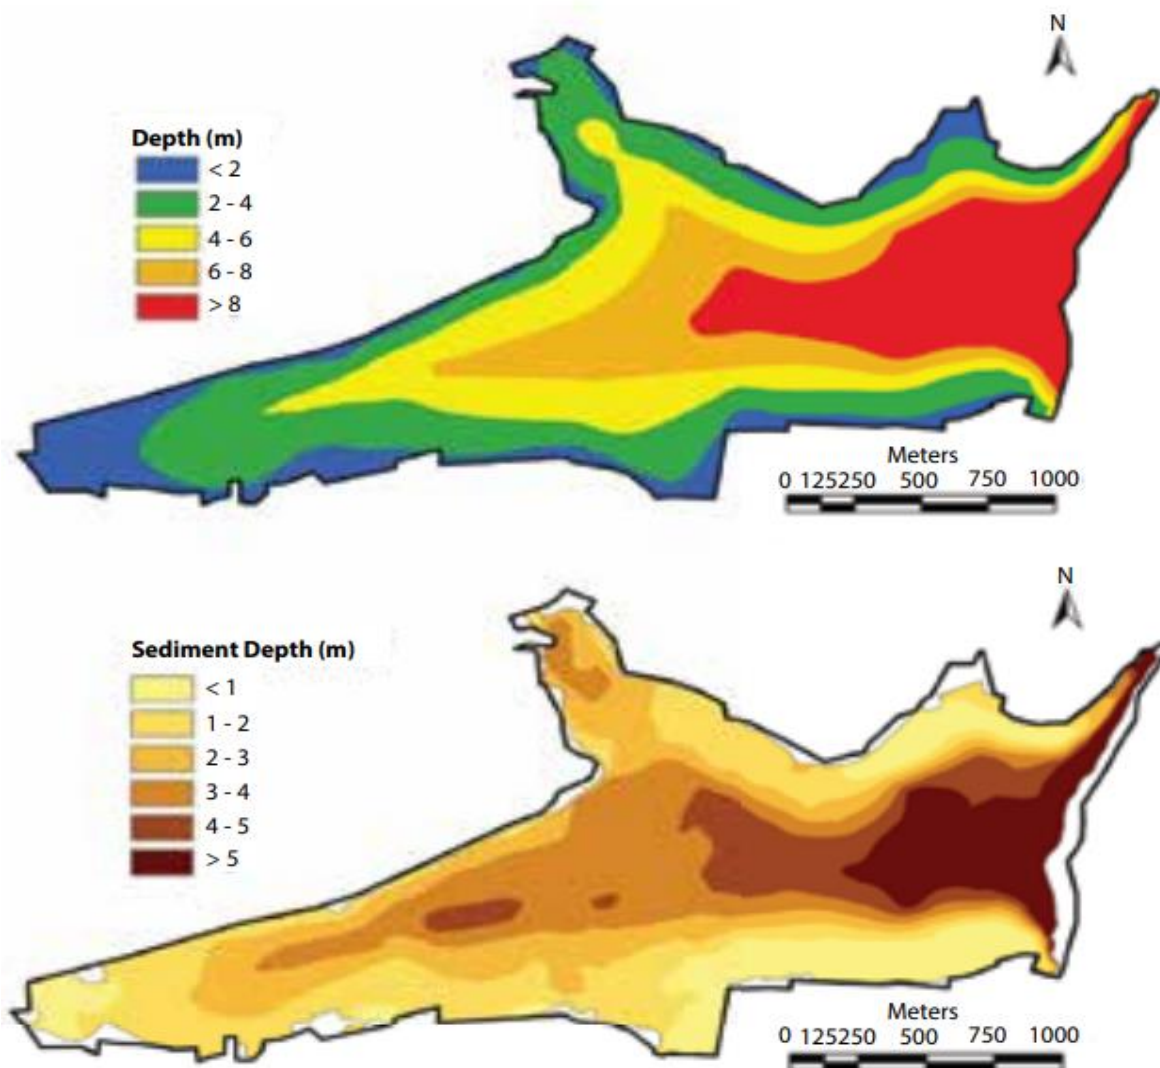 N
Depth (m)
< 2
2 - 4
4 - 6
6 - 8
> 8
Meters
0 125250 500 750 1000
N
Sediment Depth (m)
< 1
1 - 2
2 - 3
3 - 4
4 - 5
> 5
Meters
0 125250 500 750 1000